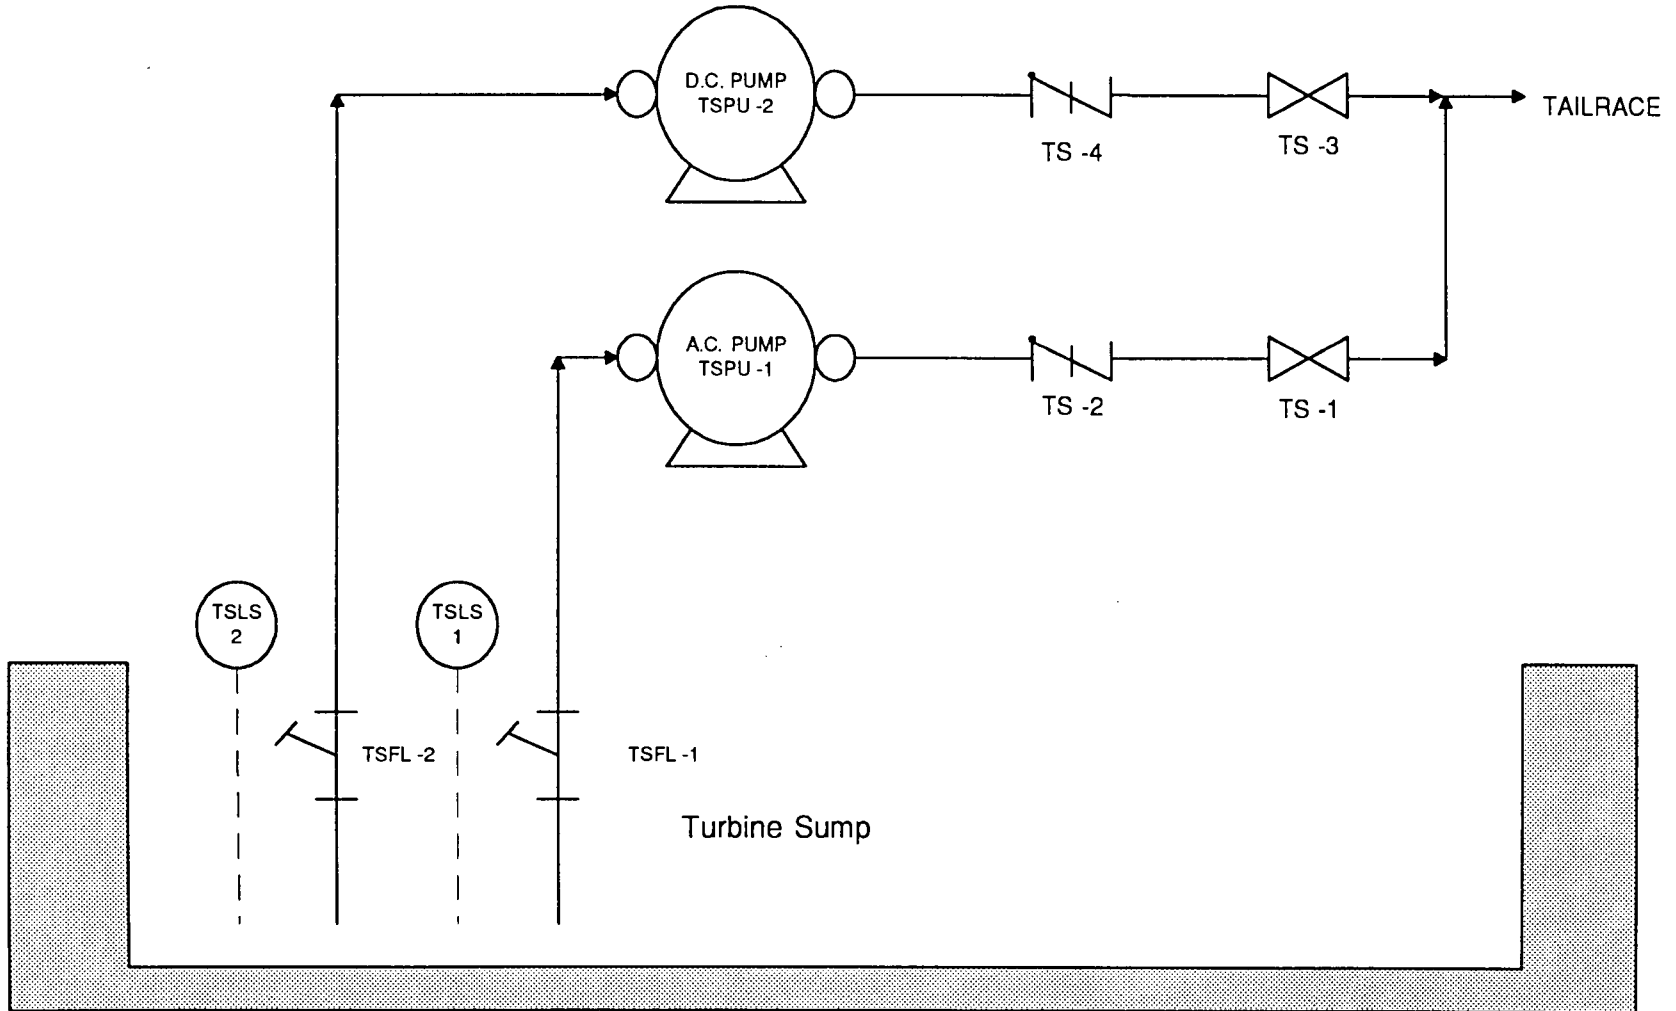 D.C. PUMP
TSPU -2
TS -4
TS -3
TAILRACE
A.C. PUMP
TSPU -1
TS -2
TS -1
TSLS
2
TSLS
1
TSFL -2
TSFL -1
Turbine Sump